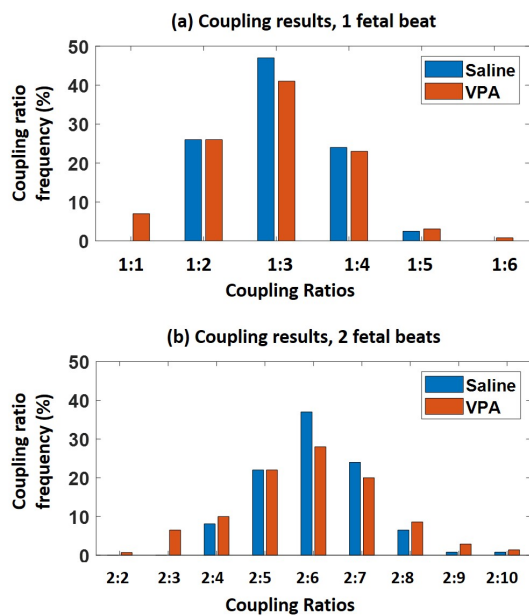 (a) Coupling results, 1 fetal beat
Coupling ratio
frequency (%)
50
40
30
20
10
0
Saline
VPA
1:1 1:2 1:3 1:4 1:5 1:6
Coupling Ratios
(b) Coupling results, 2 fetal beats
Coupling ratio
frequency (%)
50
40
30
20
10
0
Saline
VPA
2:2 2:3 2:4 2:5 2:6 2:7 2:8 2:9 2:10
Coupling Ratios